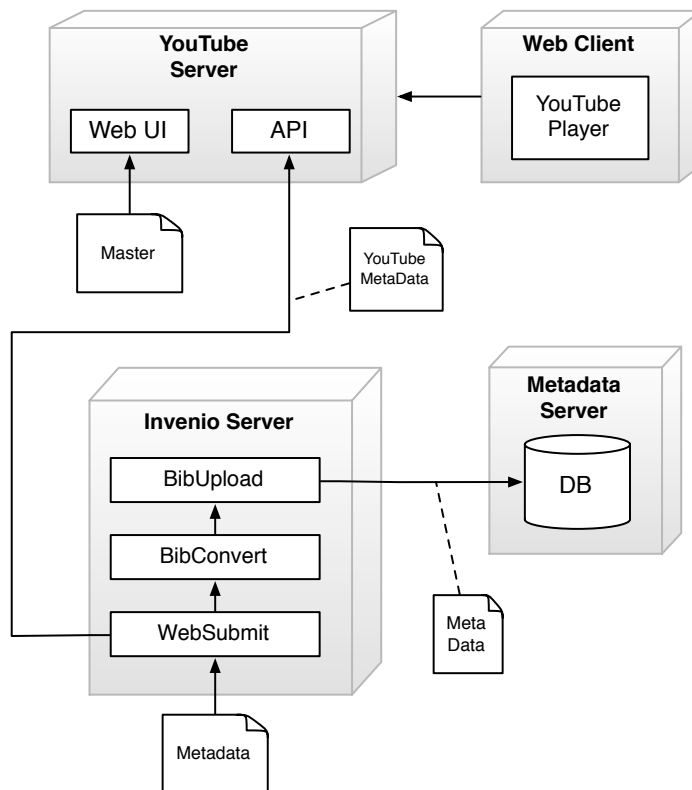 YouTube
Server
Web Client
Web UI
API
YouTube
Player
Master
YouTube
MetaData
Invenio Server
Metadata
Server
BibUpload
DB
BibConvert
WebSubmit
Meta
Data
Metadata